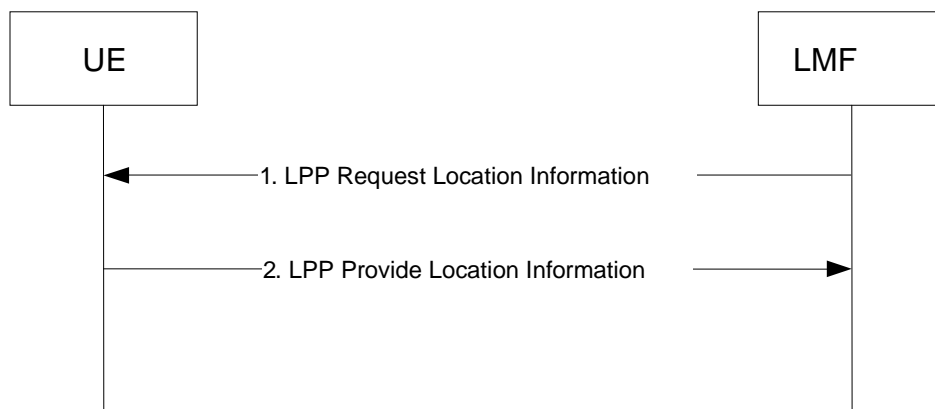 UE
LMF
1. LPP Request Location Information
2. LPP Provide Location Information